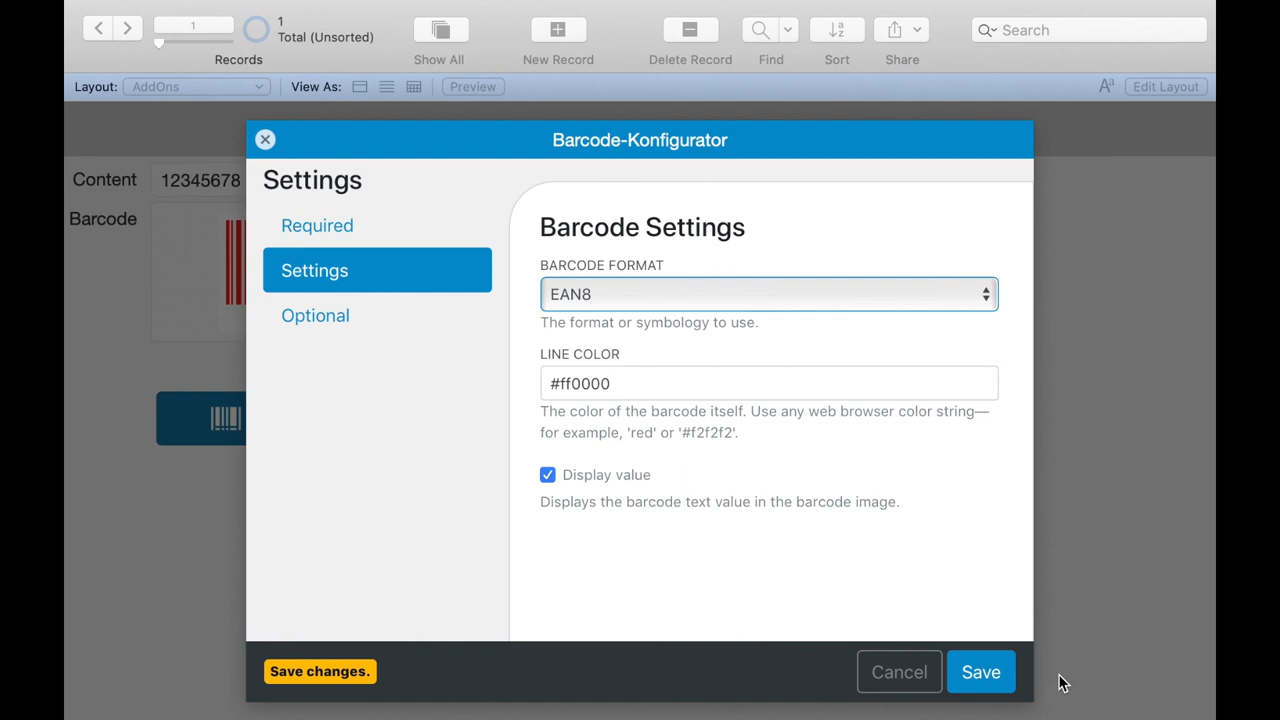 1
1
Total (Unsorted)
Records
Show All
New Record
Delete Record
Find
Sort
Share
Search
Layout: AddOns
View As:
Preview
Aª
Edit Layout
Barcode-Konfigurator
Content 12345678
Barcode
Settings
Required
Settings
Optional
Barcode Settings
BARCODE FORMAT
EAN8
The format or symbology to use.
LINE COLOR
#ff0000
The color of the barcode itself. Use any web browser color string—
for example, 'red' or '#f2f2f2'.
Display value
Displays the barcode text value in the barcode image.
Save changes.
Cancel
Save